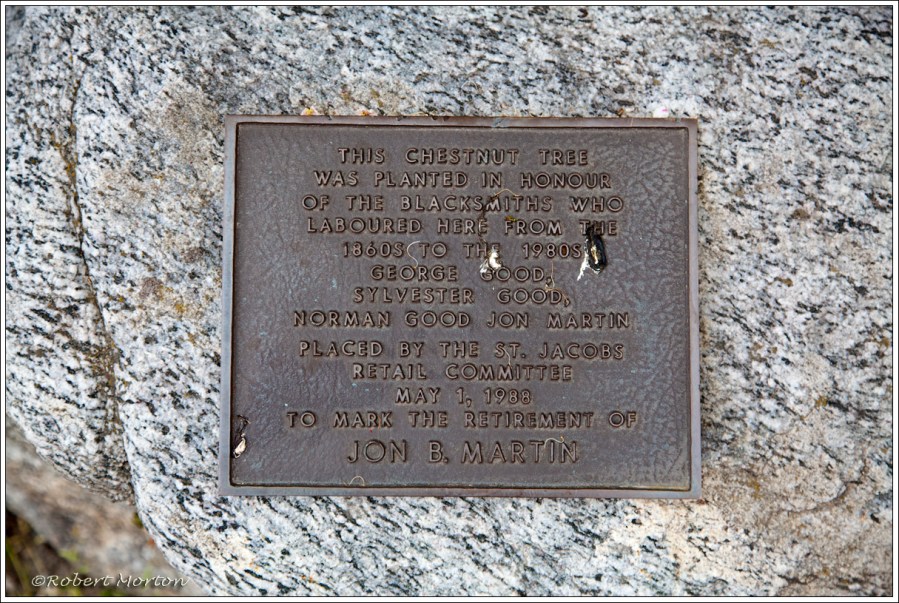 THIS CHESTNUT TREE
WAS PLANTED IN HONOUR
OF THE BLACKSMITHS WHO
LABOURED HERE FROM THE
1860S TO THE 1980S
GEORGE GOOD,
SYLVESTER GOOD,
NORMAN GOOD JON MARTIN
PLACED BY THE ST. JACOBS
RETAIL COMMITTEE
MAY 1, 1988
TO MARK THE RETIREMENT OF
JON B. MARTIN
©Robert Morton